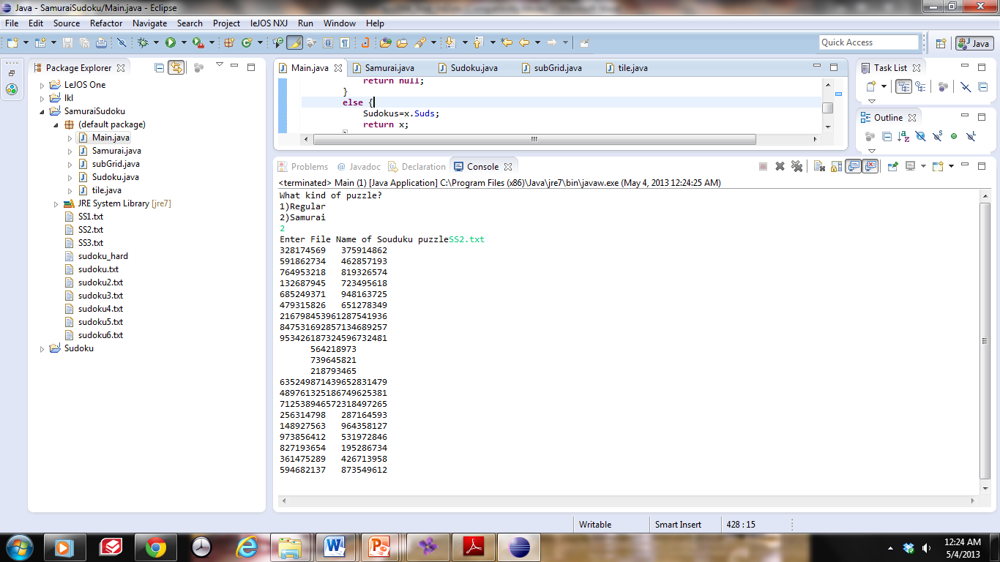 Java - SamuraiSudoku/Main.java - Eclipse
File Edit Source Refactor Navigate Search Project leJOS NXJ Run Window Help
Quick Access
Java
Package Explorer
LeJOS One
lkl
SamuraiSudoku
(default package)
Main.java
Samurai.java
subGrid.java
Sudoku.java
tile.java
JRE System Library [jre7]
SS1.txt
SS2.txt
SS3.txt
sudoku_hard
sudoku.txt
sudoku2.txt
sudoku3.txt
sudoku4.txt
sudoku5.txt
sudoku6.txt
Sudoku
Main.java Samurai.java Sudoku.java subGrid.java tile.java
return null;
}
else {
Sudokus=x.Suds;
return x;
Task List
Outline
Problems @ Javadoc Declaration Console
<terminated> Main (1) [Java Application] C:\Program Files (x86)\Java\jre7\bin\javaw.exe (May 4, 2013 12:24:25 AM)
What kind of puzzle?
1)Regular
2)Samurai
2
Enter File Name of Souduku puzzleSS2.txt
328174569   375914862
591862734   462857193
764953218   819326574
132687945   723495618
685249371   948163725
479315826   651278349
216798453961287541936
847531692857134689257
953426187324596732481
564218973
739645821
218793465
635249871439652831479
489761325186749625381
712538946572318497265
256314798   287164593
148927563   964358127
973856412   531972846
827193654   195286734
361475289   426713958
594682137   873549612
Writable Smart Insert 428 : 15
12:24 AM
5/4/2013